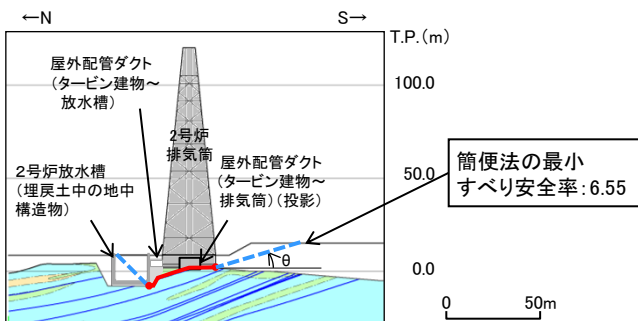 ←N
S→
T.P.(m)
屋外配管ダクト
(タービン建物～
放水槽)
100.0
2号炉
排気筒
2号炉放水槽
(埋戻土中の地中
構造物)
屋外配管ダクト
(タービン建物～
排気筒)(投影)
50.0
簡便法の最小
すべり安全率:6.55
θ
0.0
0
50m